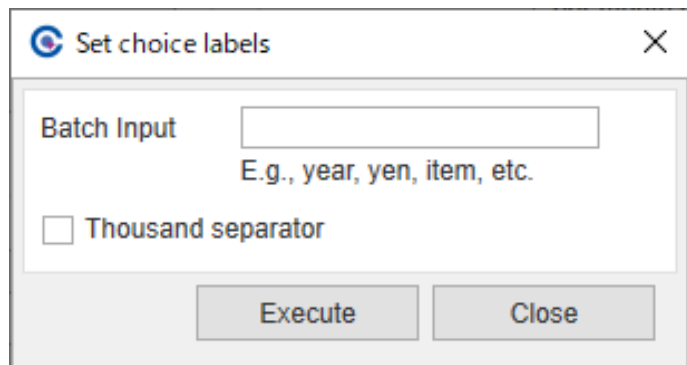 Set choice labels
Batch Input
E.g., year, yen, item, etc.
Thousand separator
Execute Close